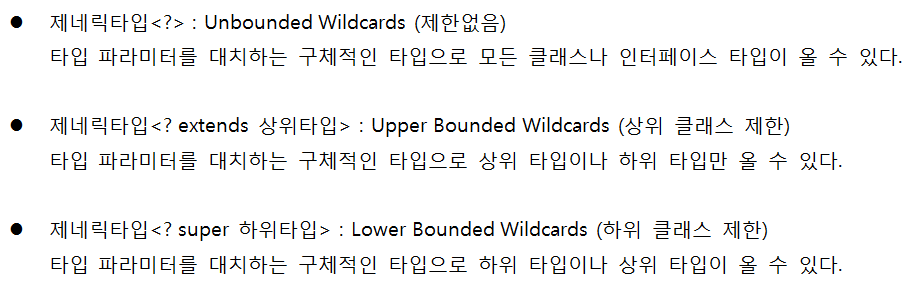 ● 제네릭타입<?> : Unbounded Wildcards (제한없음)
타입 파라미터를 대치하는 구체적인 타입으로 모든 클래스나 인터페이스 타입이 올 수 있다.
● 제네릭타입<? extends 상위타입> : Upper Bounded Wildcards (상위 클래스 제한)
타입 파라미터를 대치하는 구체적인 타입으로 상위 타입이나 하위 타입만 올 수 있다.
● 제네릭타입<? super 하위타입> : Lower Bounded Wildcards (하위 클래스 제한)
타입 파라미터를 대치하는 구체적인 타입으로 하위 타입이나 상위 타입이 올 수 있다.